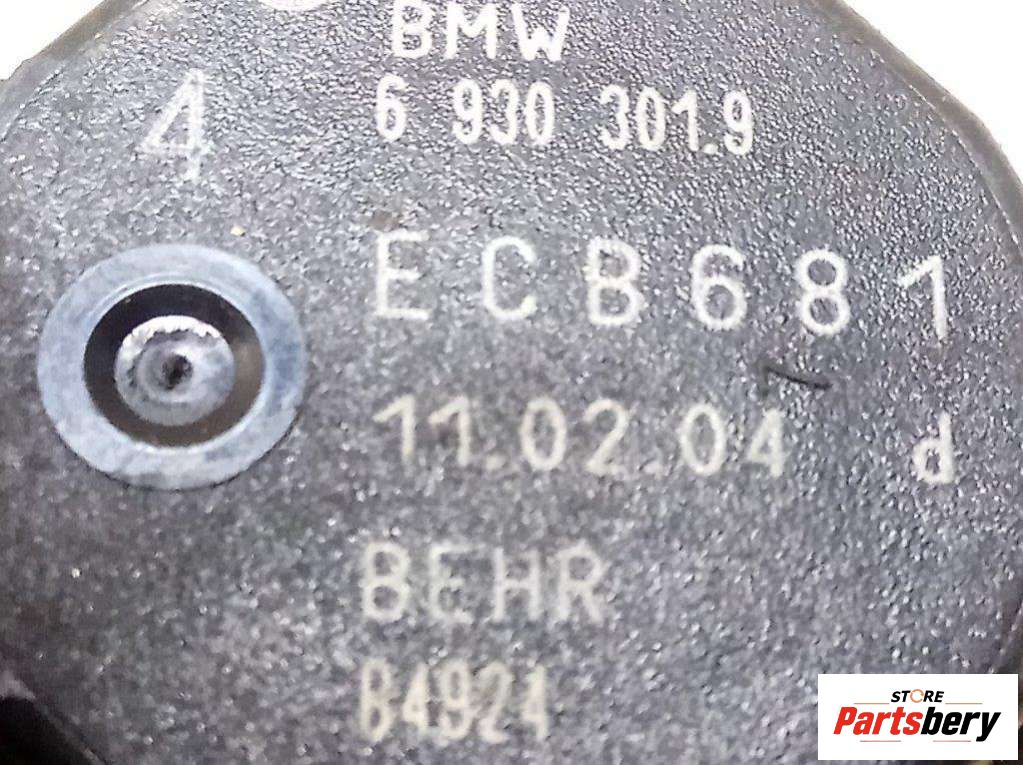 BMW
4
6 930 301.9
ECB681
11.02.04 d
BEHR
B4924
STORE
Partsbery